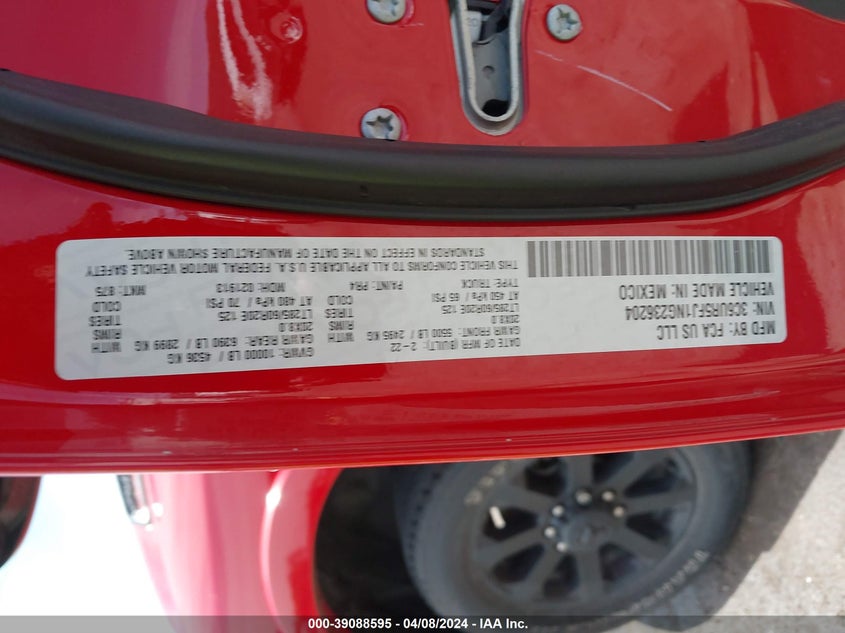 MFD BY: FCA US LLC
VIN: 3C6UR5FJ1NG236204
VEHICLE MADE IN: MEXICO
DATE OF MFR (BUILT): 2-22 GVWR: 10000 LB / 4536 KG
GAWR FRONT: 5500 LB / 2495 KG GAWR REAR: 6390 LB / 2899 KG
20X8.0 RIMS WITH 20X8.0 RIMS WITH
LT285/60R20E 125 TIRES LT285/60R20E 125 TIRES
AT 450 kPa / 65 PSI COLD AT 480 kPa / 70 PSI COLD
TYPE: TRUCK PAINT: PR4 MDH: 021913 MKT: 875
THIS VEHICLE CONFORMS TO ALL APPLICABLE U.S.A. FEDERAL MOTOR VEHICLE SAFETY
STANDARDS IN EFFECT ON THE DATE OF MANUFACTURE SHOWN ABOVE.
000-39088595 - 04/08/2024 - IAA Inc.